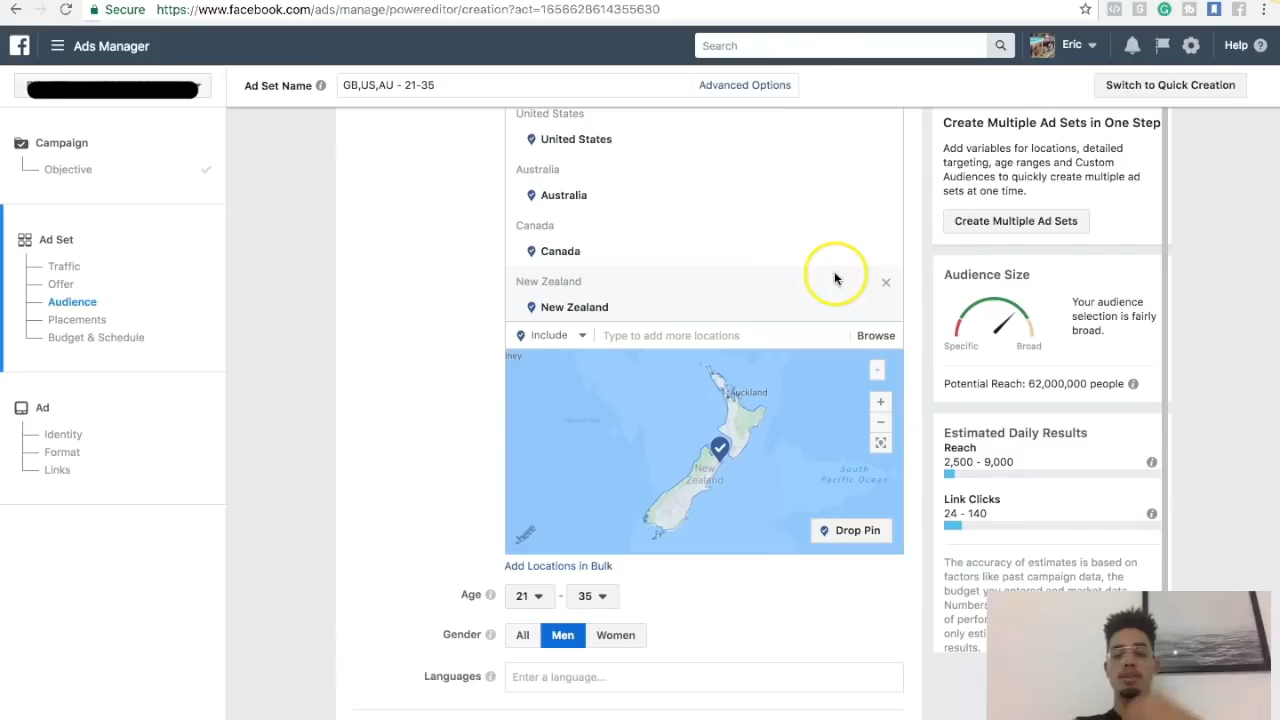 Secure https://www.facebook.com/ads/manage/powereditor/creation?act=1656628614355630
Ads Manager
Search
Eric
Help
Ad Set Name
GB,US,AU - 21-35
Advanced Options
Switch to Quick Creation
Campaign
Objective
Ad Set
Traffic
Offer
Audience
Placements
Budget & Schedule
Ad
Identity
Format
Links
United States
United States
Australia
Australia
Canada
Canada
New Zealand
New Zealand
Include
Type to add more locations
Browse
Auckland
New
Zealand
South
Pacific Ocean
here
Drop Pin
Add Locations in Bulk
Age
21
-
35
Gender
All
Men
Women
Languages
Enter a language...
Create Multiple Ad Sets in One Step
Add variables for locations, detailed
targeting, age ranges and Custom
Audiences to quickly create multiple ad
sets at one time.
Create Multiple Ad Sets
Audience Size
Your audience
selection is fairly
broad.
Specific
Broad
Potential Reach: 62,000,000 people
Estimated Daily Results
Reach
2,500 - 9,000
Link Clicks
24 - 140
The accuracy of estimates is based on
factors like past campaign data, the
budget you entered and market data.
Numbers
of perfo
only esti
results.